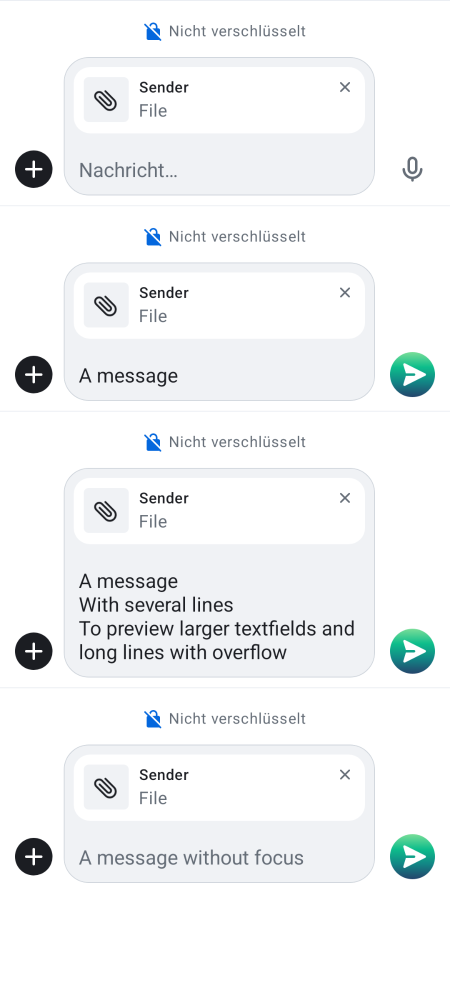 Nicht verschlüsselt
Sender
File
Nachricht…
Nicht verschlüsselt
Sender
File
A message
Nicht verschlüsselt
Sender
File
A message
With several lines
To preview larger textfields and
long lines with overflow
Nicht verschlüsselt
Sender
File
A message without focus